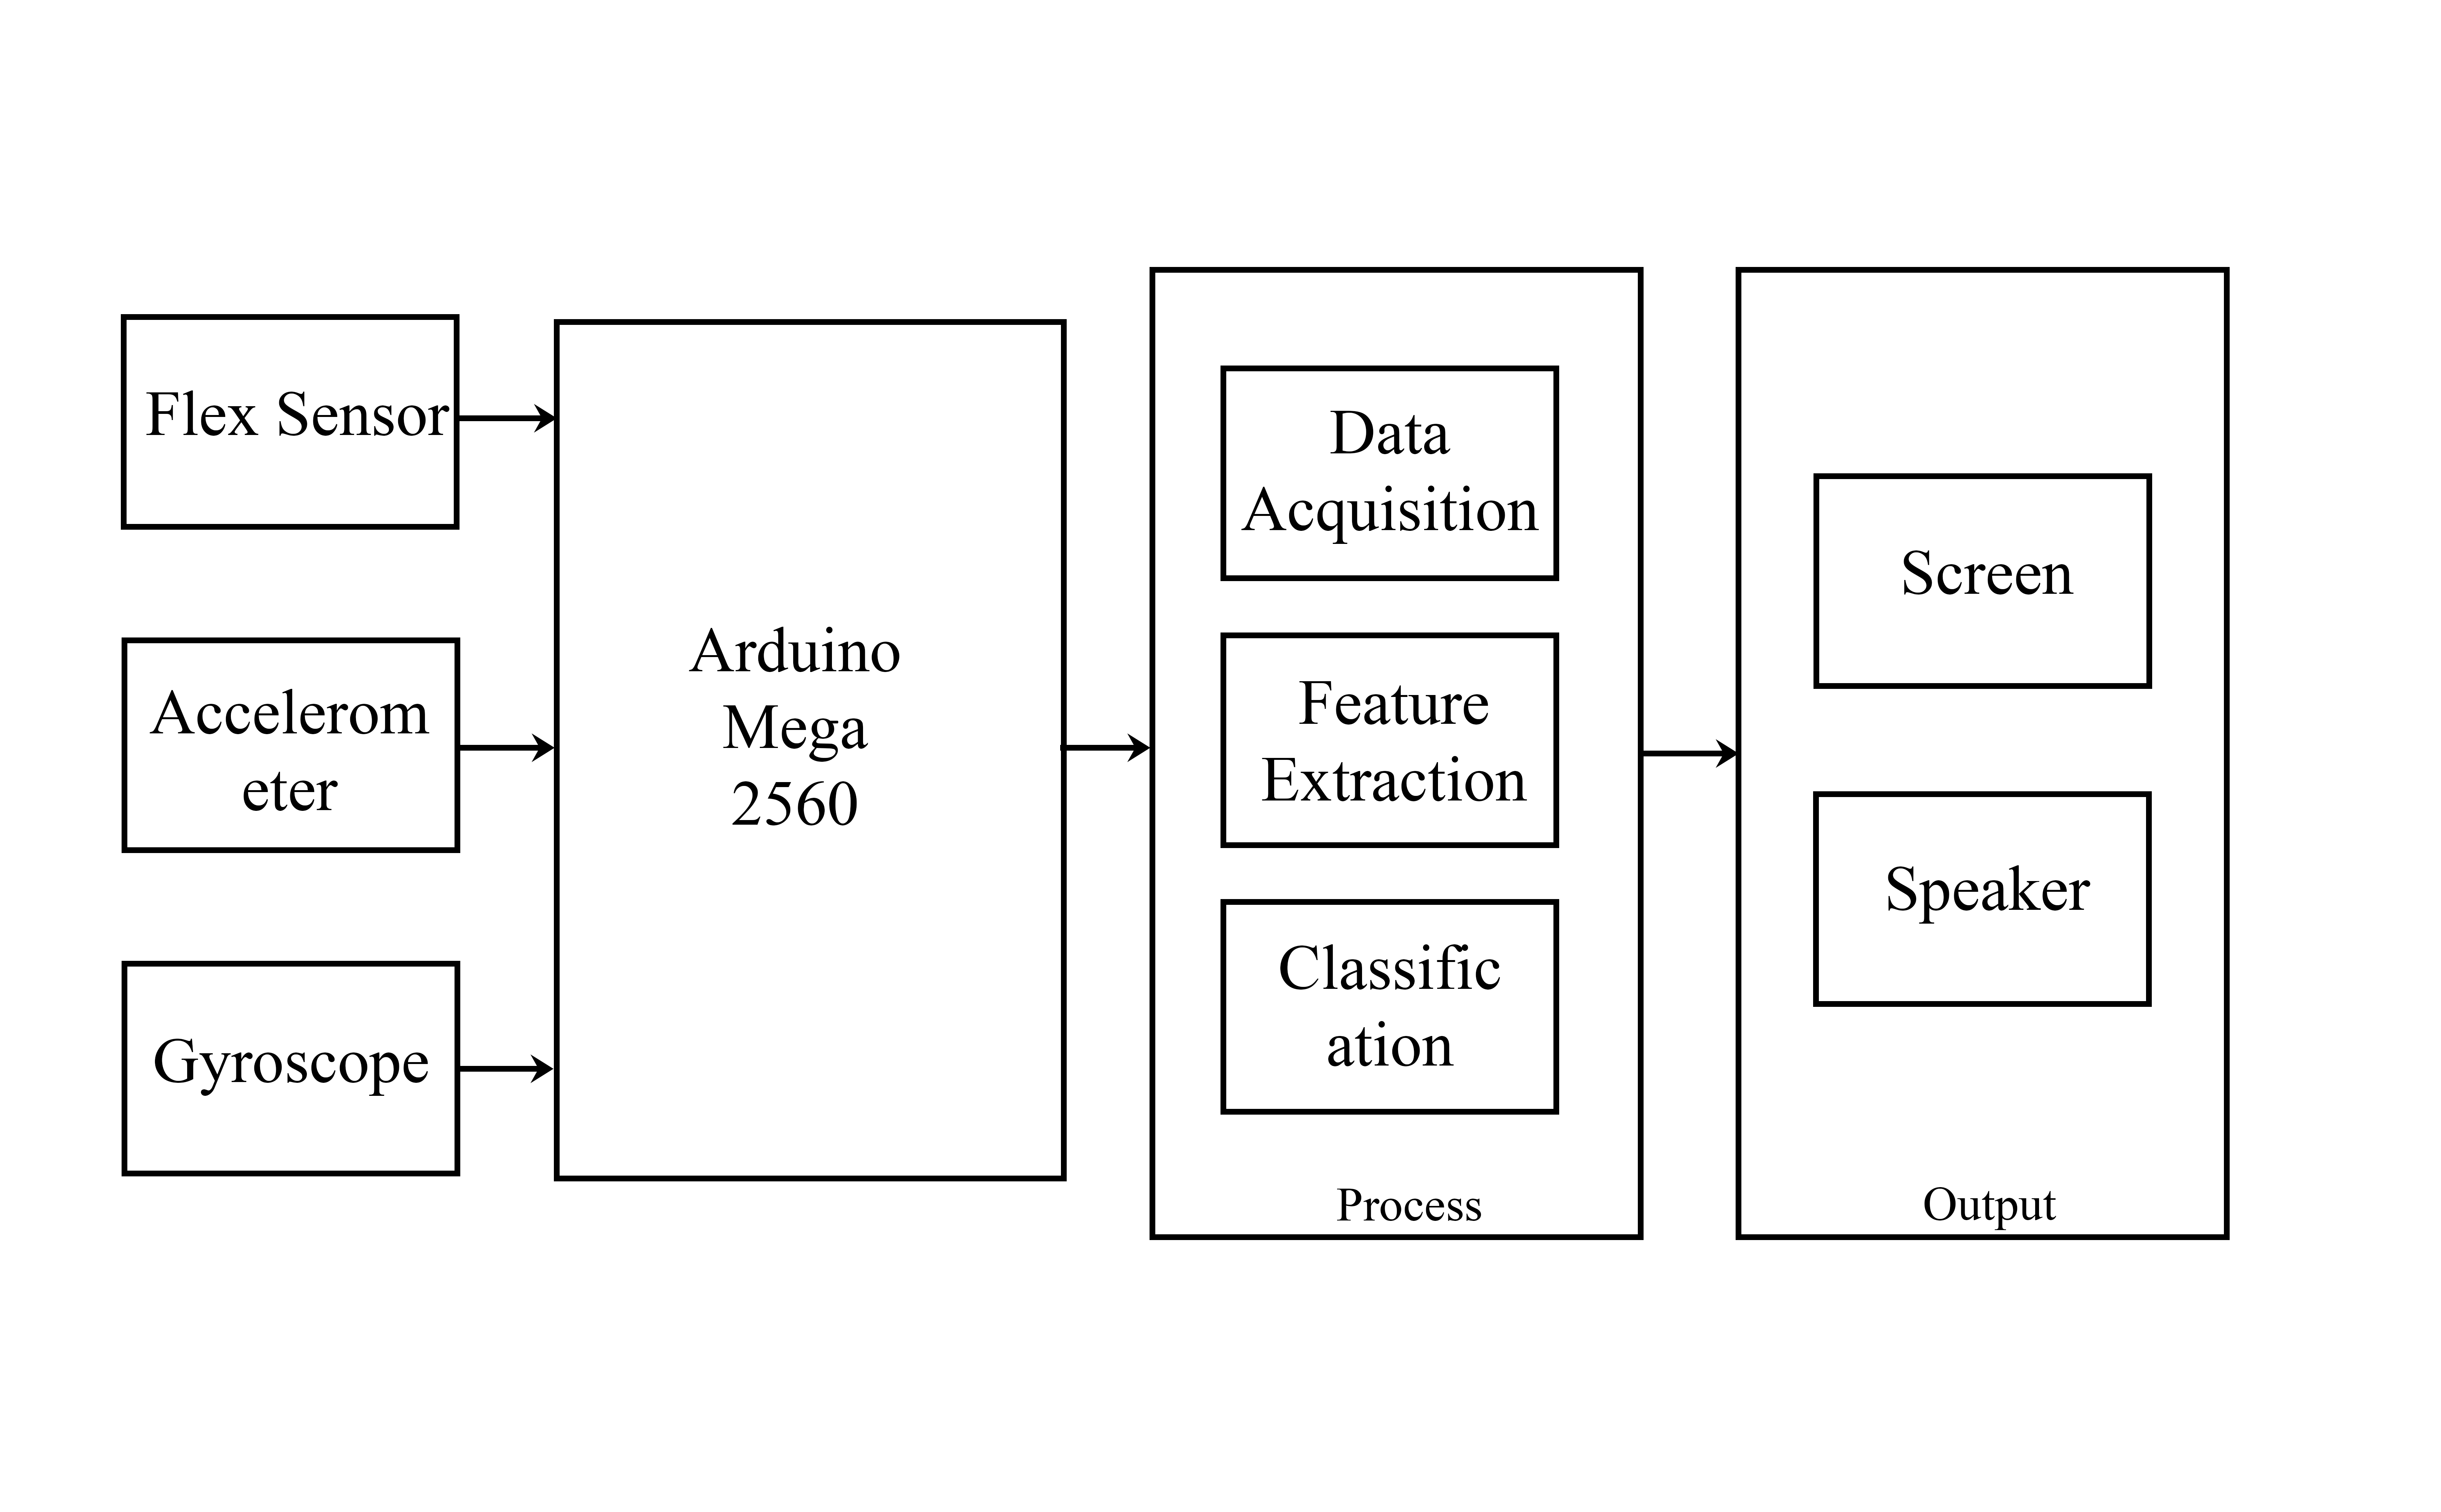 Flex Sensor
Accelerom
eter
Gyroscope
Arduino
Mega
2560
Data
Acquisition
Feature
Extraction
Classific
ation
Process
Screen
Speaker
Output